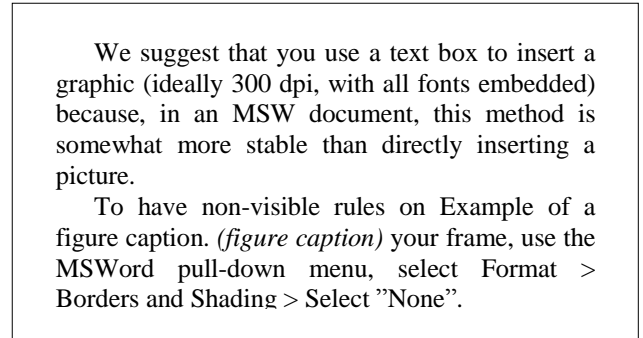 We suggest that you use a text box to insert a
graphic (ideally 300 dpi, with all fonts embedded)
because, in an MSW document, this method is
somewhat more stable than directly inserting a
picture.
To have non-visible rules on Example of a
figure caption. (figure caption) your frame, use the
MSWord pull-down menu, select Format >
Borders and Shading > Select ”None”.